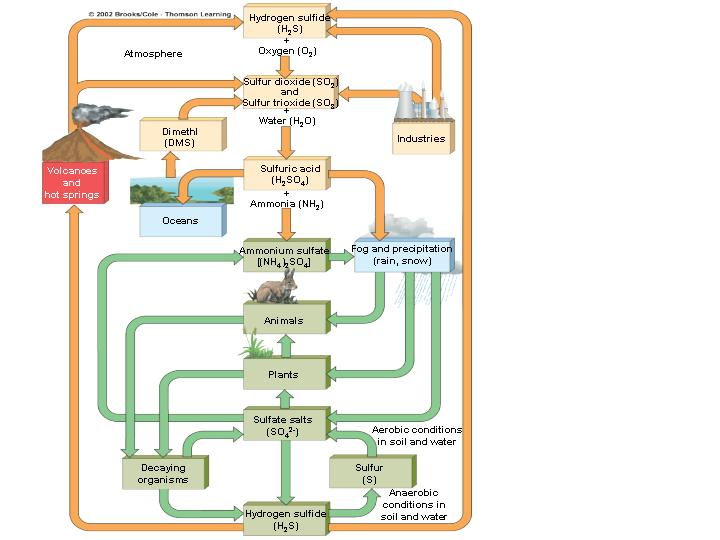 © 2002 Brooks/Cole - Thomson Learning
Hydrogen sulfide
(H2S)
+
Oxygen (O2)
Atmosphere
Sulfur dioxide (SO2)
and
Sulfur trioxide (SO3)
+
Water (H2O)
Dimethl
(DMS)
Industries
Volcanoes
and
hot springs
Sulfuric acid
(H2SO4)
+
Ammonia (NH2)
Oceans
Ammonium sulfate
[(NH4)2SO4]
Fog and precipitation
(rain, snow)
Animals
Plants
Sulfate salts
(SO42-)
Aerobic conditions
in soil and water
Decaying
organisms
Sulfur
(S)
Anaerobic
conditions in
soil and water
Hydrogen sulfide
(H2S)